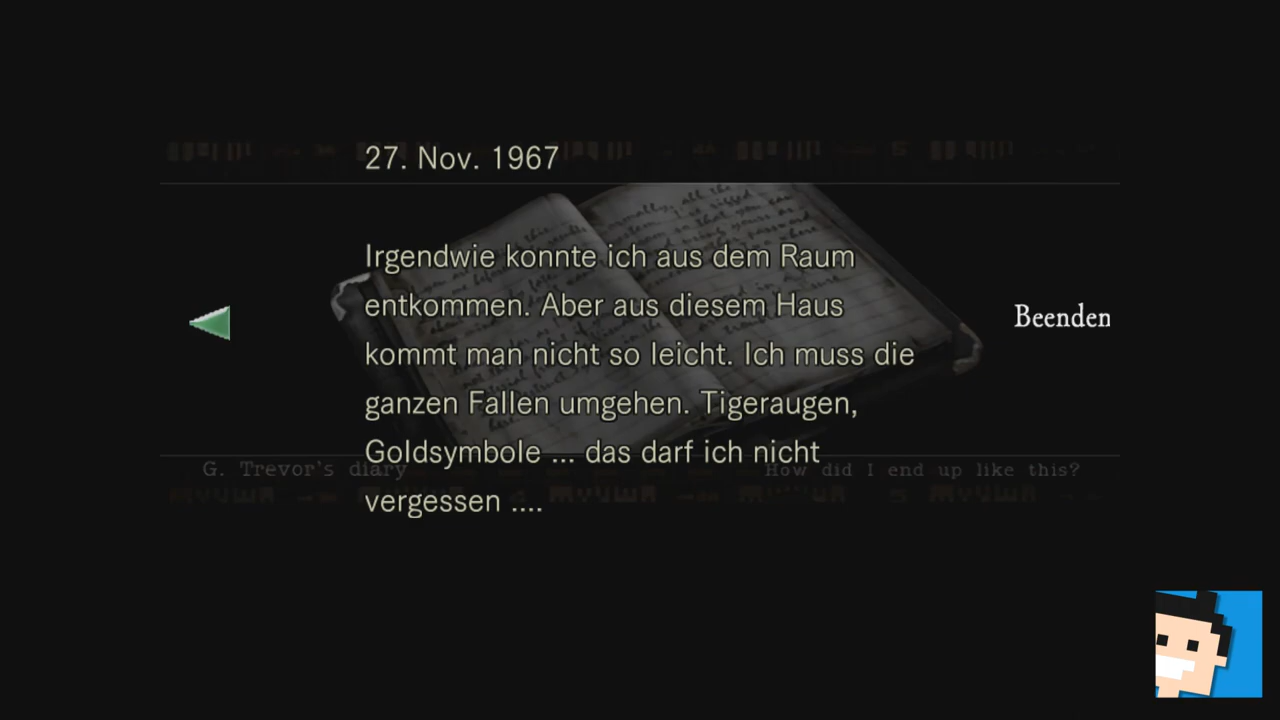 27. Nov. 1967
Irgendwie konnte ich aus dem Raum
entkommen. Aber aus diesem Haus
kommt man nicht so leicht. Ich muss die
ganzen Fallen umgehen. Tigeraugen,
Goldsymbole ... das darf ich nicht
vergessen ....
Beenden
G. Trevor's diary
How did I end up like this?